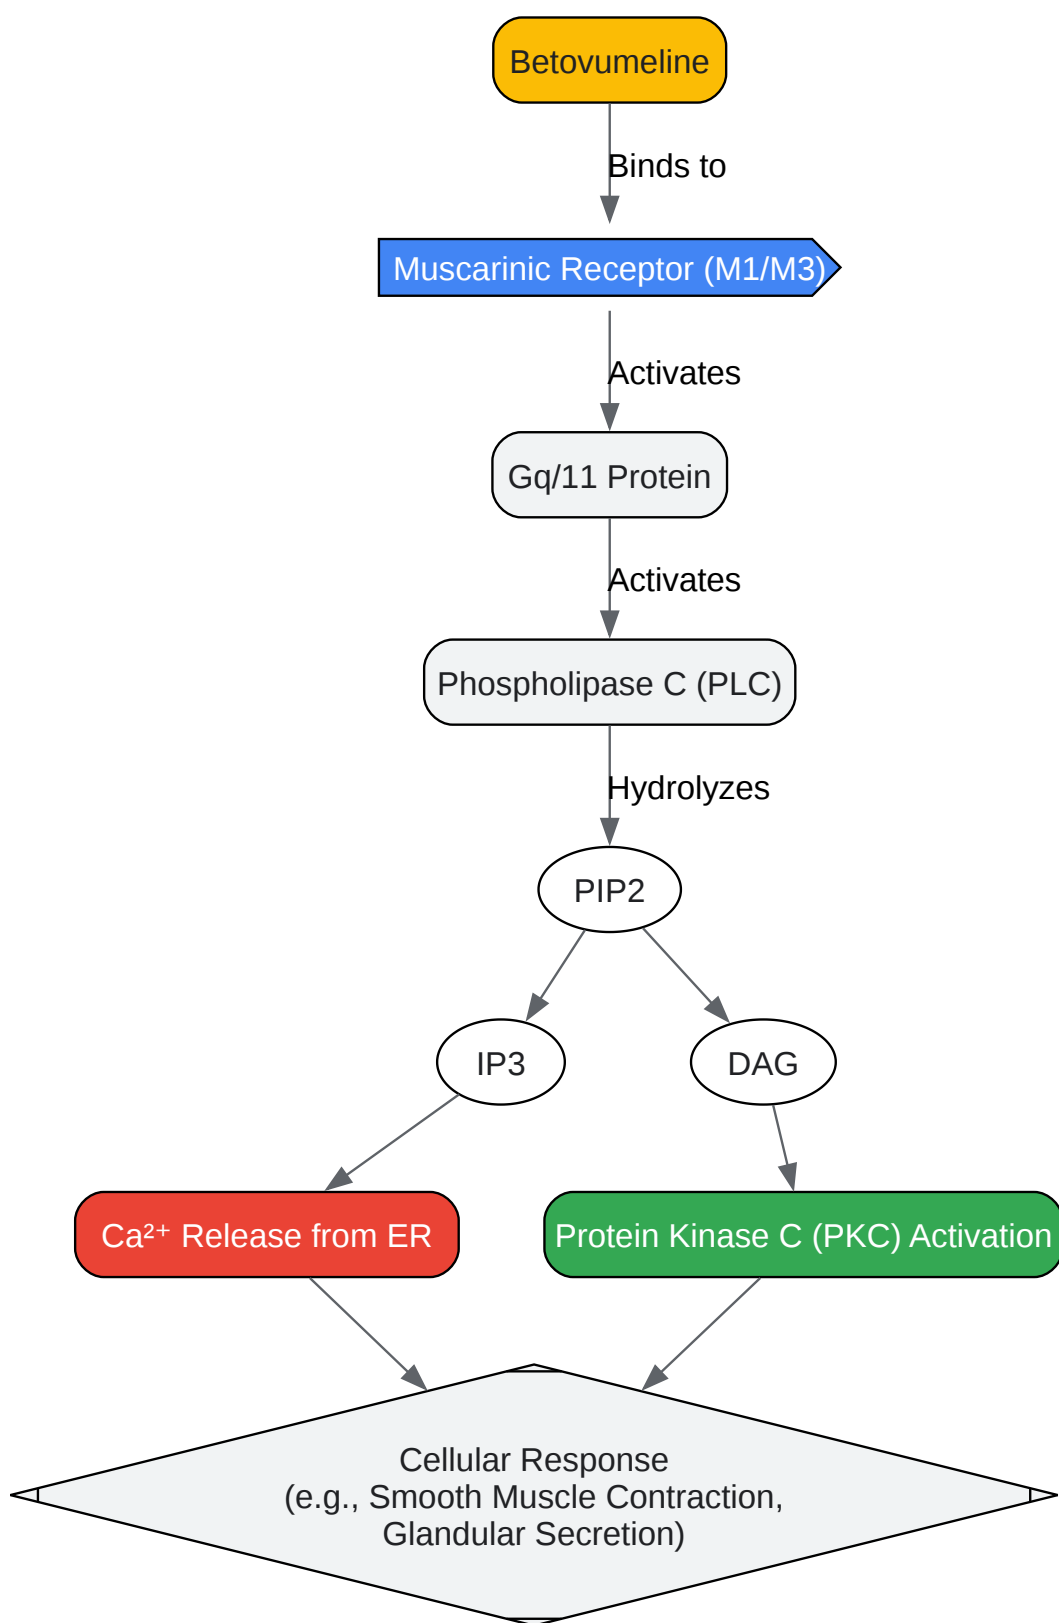 Betovumeline
Binds to
Muscarinic Receptor (M1/M3)
Activates
Gq/11 Protein
Activates
Phospholipase C (PLC)
Hydrolyzes
PIP2
IP3
DAG
Ca²⁺ Release from ER
Protein Kinase C (PKC) Activation
Cellular Response
(e.g., Smooth Muscle Contraction,
Glandular Secretion)